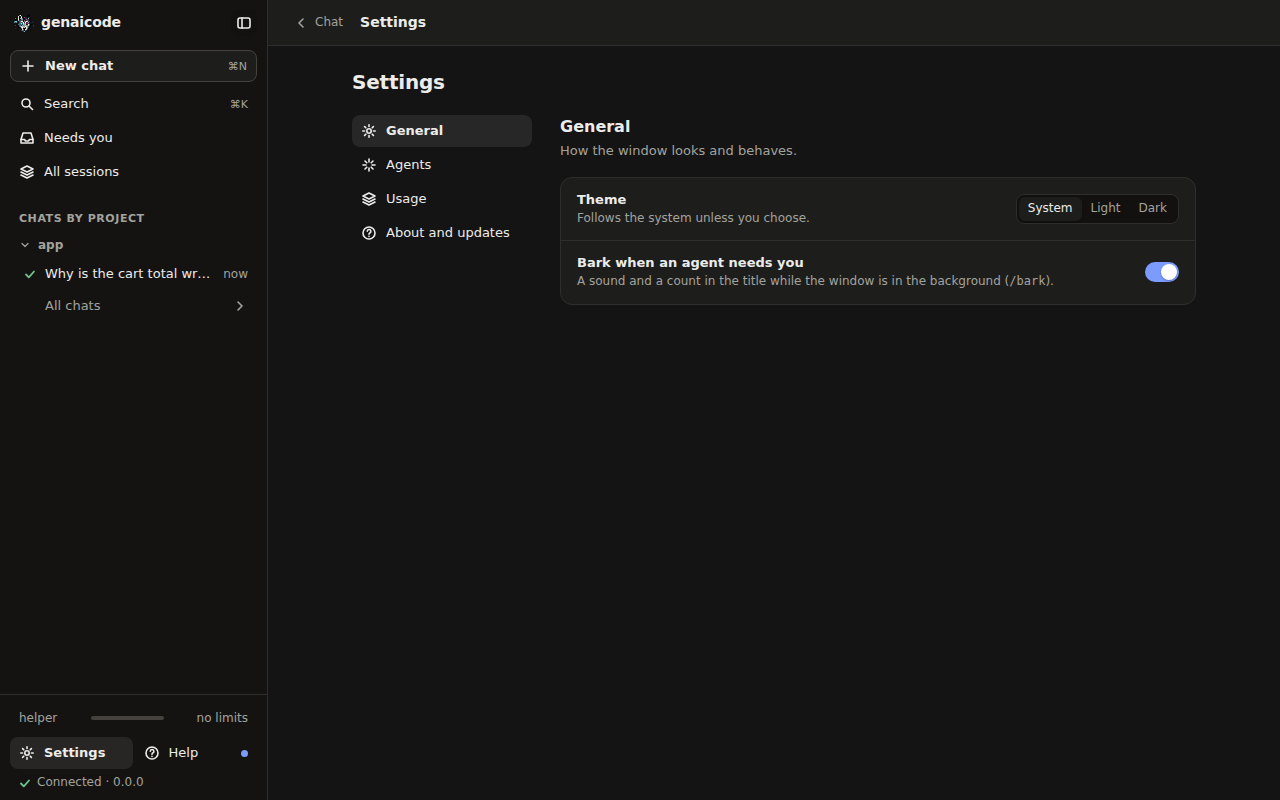 genaicode
New chat ⌘N
Search ⌘K
Needs you
All sessions
CHATS BY PROJECT
app
Why is the cart total wr... now
All chats
helper no limits
Settings Help
Connected · 0.0.0
Chat Settings
Settings
General
Agents
Usage
About and updates
General
How the window looks and behaves.
Theme
Follows the system unless you choose.
System Light Dark
Bark when an agent needs you
A sound and a count in the title while the window is in the background (/bark).